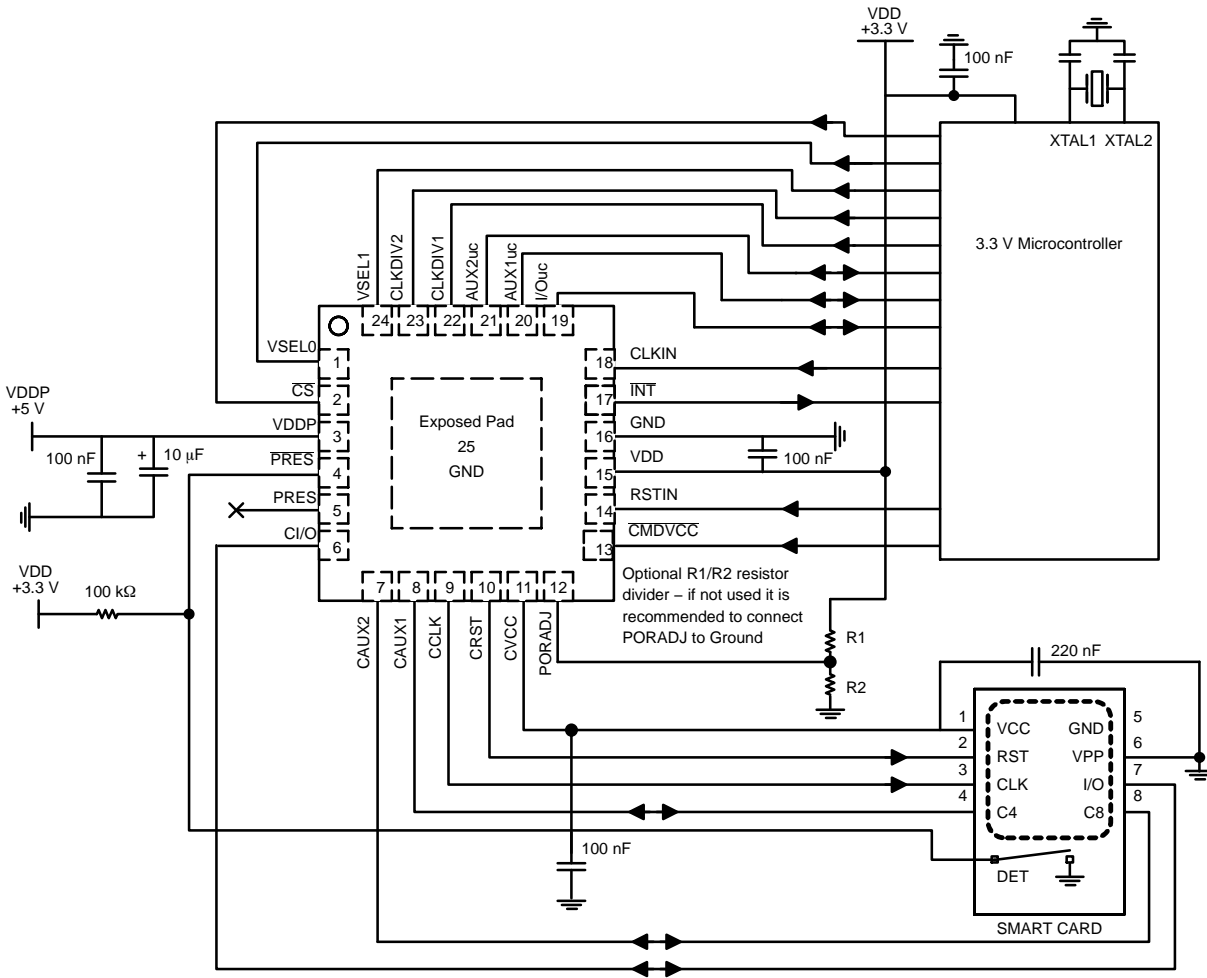 VDD
+3.3 V
100 nF
XTAL1 XTAL2
3.3 V Microcontroller
VSEL1
CLKDIV2
CLKDIV1
AUX2uc
AUX1uc
I/Ouc
24
23
22
21
20
19
VSEL0
1
18
CLKIN
CS
2
17
INT
VDDP
+5 V
VDDP
3
16
GND
Exposed Pad
25
GND
100 nF
+
10 μF
PRES
4
15
VDD
100 nF
PRES
5
14
RSTIN
CI/O
6
13
CMDVCC
VDD
+3.3 V
100 kΩ
7
8
9
10
11
12
CAUX2
CAUX1
CCLK
CRST
CVCC
PORADJ
Optional R1/R2 resistor
divider – if not used it is
recommended to connect
PORADJ to Ground
R1
R2
220 nF
1
VCC
GND
5
2
RST
VPP
6
3
CLK
I/O
7
4
C4
C8
8
100 nF
DET
SMART CARD